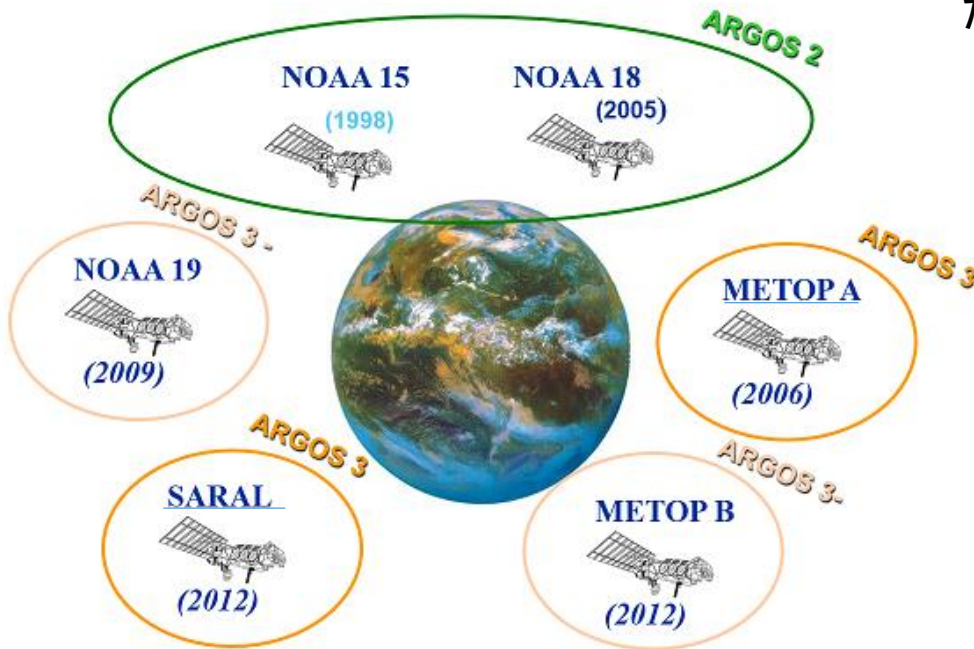 ARGOS 2
NOAA 15
(1998)
NOAA 18
(2005)
ARGOS 3 -
NOAA 19
(2009)
ARGOS 3
METOP A
(2006)
ARGOS 3
SARAL
(2012)
ARGOS 3-
METOP B
(2012)